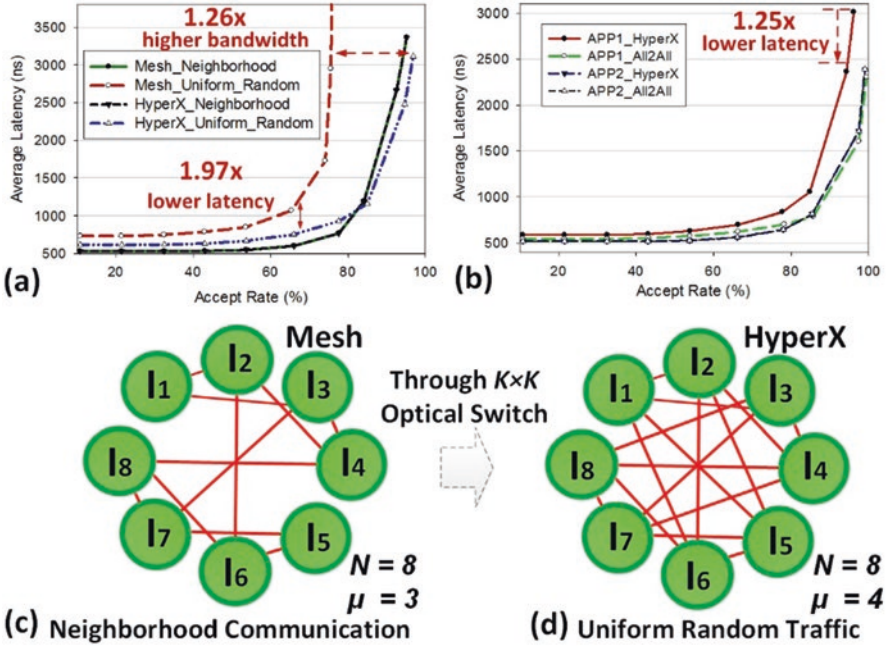 1.26x
higher bandwidth
Mesh_Neighborhood
Mesh_Uniform_Random
HyperX_Neighborhood
HyperX_Uniform_Random
1.97x
lower latency
Average Latency (ns)
3500
3000
2500
2000
1500
1000
500
20
40
60
80
100
Accept Rate (%)
(a)
1.25x
lower latency
APP1_HyperX
APP1_All2All
APP2_HyperX
APP2_All2All
Average Latency (ns)
3000
2500
2000
1500
1000
500
20
40
60
80
100
Accept Rate (%)
(b)
Mesh
I1
I2
I3
I4
I5
I6
I7
I8
N = 8
μ = 3
(c) Neighborhood Communication
Through K×K
Optical Switch
HyperX
I1
I2
I3
I4
I5
I6
I7
I8
N = 8
μ = 4
(d) Uniform Random Traffic